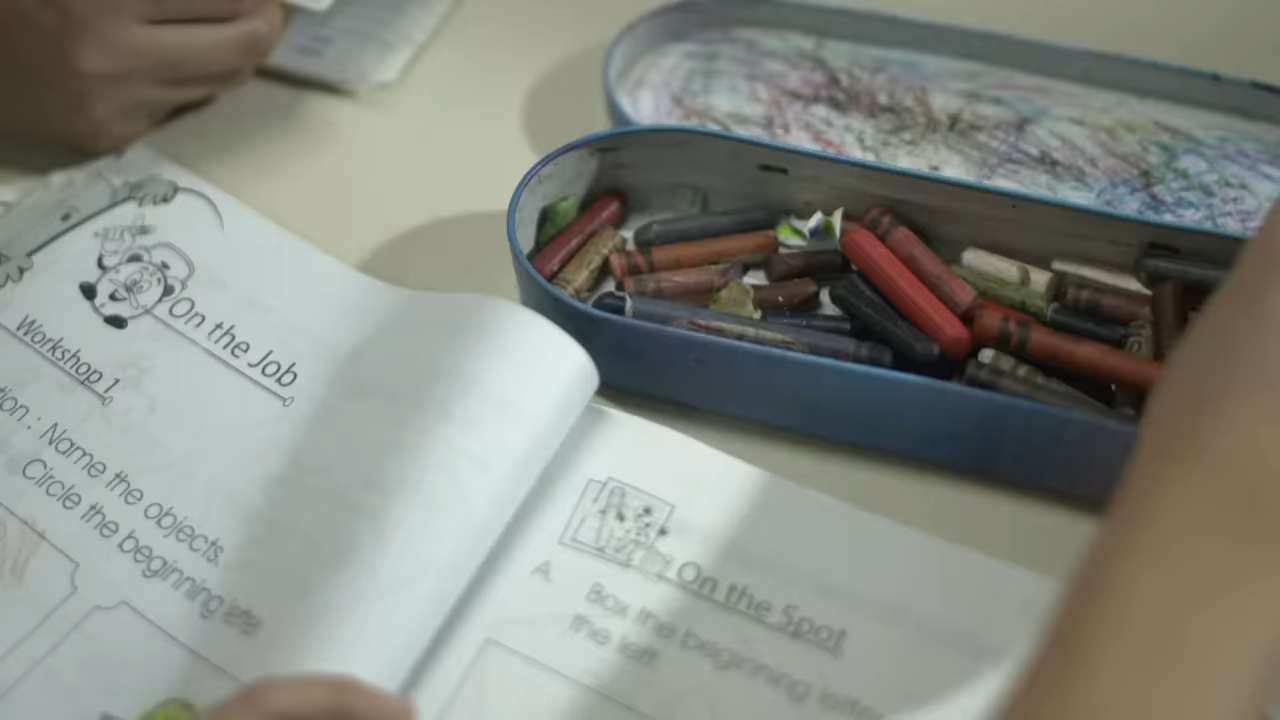 On the Job
Workshop 1
tion : Name the objects.
Circle the beginning
On the Spot
A. Box the beginning letter
the left.